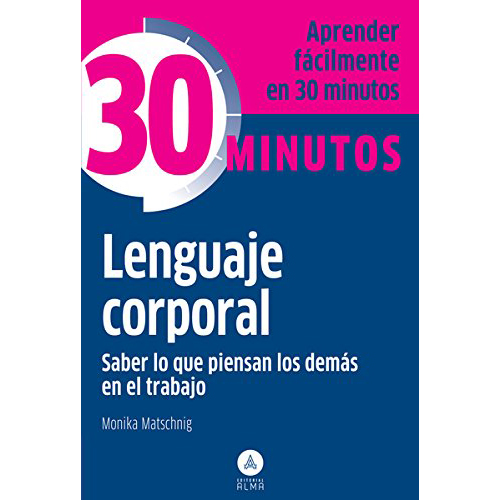 Aprender
fácilmente
en 30 minutos
30 MINUTOS
Lenguaje
corporal
Saber lo que piensan los demás
en el trabajo
Monika Matschnig
EDITORIAL
ALMA